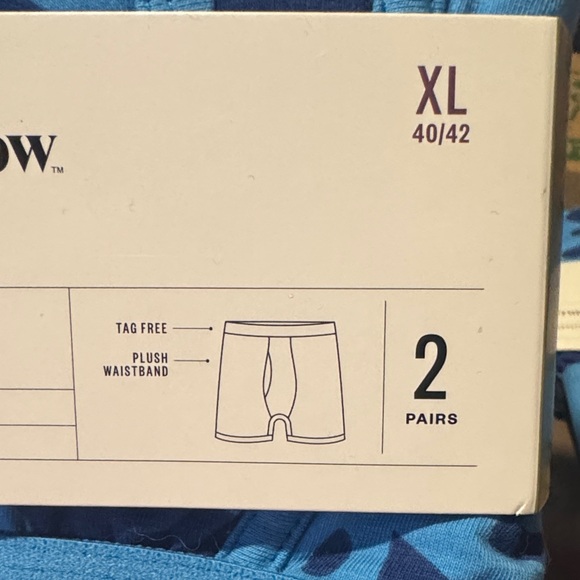 XL
40/42
ow™
TAG FREE
PLUSH
WAISTBAND
2
PAIRS